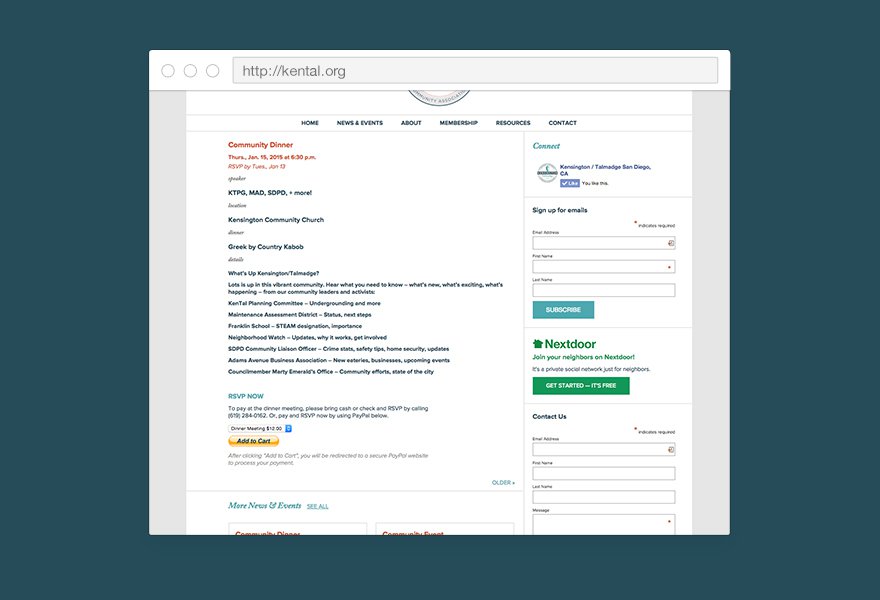 http://kental.org
COMMUNITY ASSOCIATION
HOME NEWS & EVENTS ABOUT MEMBERSHIP RESOURCES CONTACT
Community Dinner
Thurs., Jan. 15, 2015 at 6:30 p.m.
RSVP by Tues., Jan 13
speaker
KTPG, MAD, SDPD, + more!
location
Kensington Community Church
dinner
Greek by Country Kabob
details
What's Up Kensington/Talmadge?
Lots is up in this vibrant community. Hear what you need to know – what's new, what's exciting, what's
happening – from our community leaders and activists:
KenTal Planning Committee – Undergrounding and more
Maintenance Assessment District – Status, next steps
Franklin School – STEAM designation, importance
Neighborhood Watch – Updates, why it works, get involved
SDPD Community Liaison Officer – Crime stats, safety tips, home security, updates
Adams Avenue Business Association – New eateries, businesses, upcoming events
Councilmember Marty Emerald's Office – Community efforts, state of the city
RSVP NOW
To pay at the dinner meeting, please bring cash or check and RSVP by calling
(619) 284-0162. Or, pay and RSVP now by using PayPal below.
Dinner Meeting $12.00
Add to Cart
After clicking "Add to Cart", you will be redirected to a secure PayPal website
to process your payment.
OLDER »
More News & Events SEE ALL
Community Dinner Community Event
Connect
Kensington / Talmadge San Diego,
CA
Like You like this.
Sign up for emails
* indicates required
Email Address
*
First Name
*
Last Name
SUBSCRIBE
Nextdoor
Join your neighbors on Nextdoor!
It's a private social network just for neighbors.
GET STARTED — IT'S FREE
Contact Us
* indicates required
Email Address
*
First Name
Last Name
Message
*